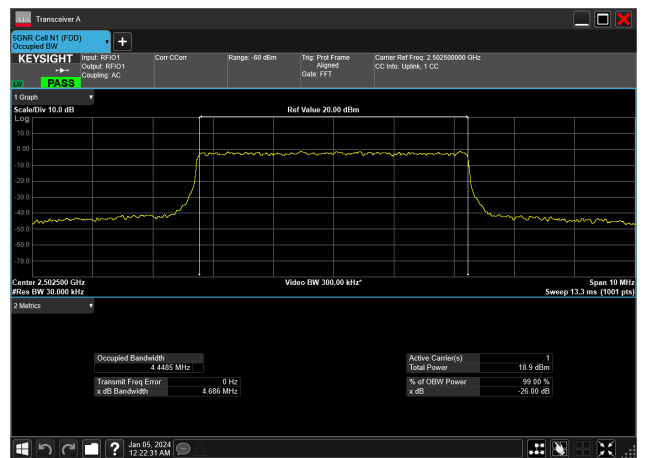 Transceiver A
5GNR Cell N1 (FDD)
Occupied BW
KEYSIGHT
PASS
Input: RFIO1
Output: RFIO1
Coupling: AC
Corr CCorr
Range: -60 dBm
Trig: Prot Frame
Aligned
Gate: FFT
Carrier Ref Freq: 2.502500000 GHz
CC Info: Uplink, 1 CC
1 Graph
Scale/Div 10.0 dB
Ref Value 20.00 dBm
Log
10.0
0.00
-10.0
-20.0
-30.0
-40.0
-50.0
-60.0
-70.0
Center 2.502500 GHz
Video BW 300.00 kHz*
Span 10 MHz
#Res BW 30.000 kHz
Sweep 13.3 ms (1001 pts)
2 Metrics
Occupied Bandwidth
4.4485 MHz
Transmit Freq Error 0 Hz
x dB Bandwidth 4.686 MHz
Active Carrier(s) 1
Total Power 18.9 dBm
% of OBW Power 99.00 %
x dB -26.00 dB
Jan 05, 2024
12:22:31 AM